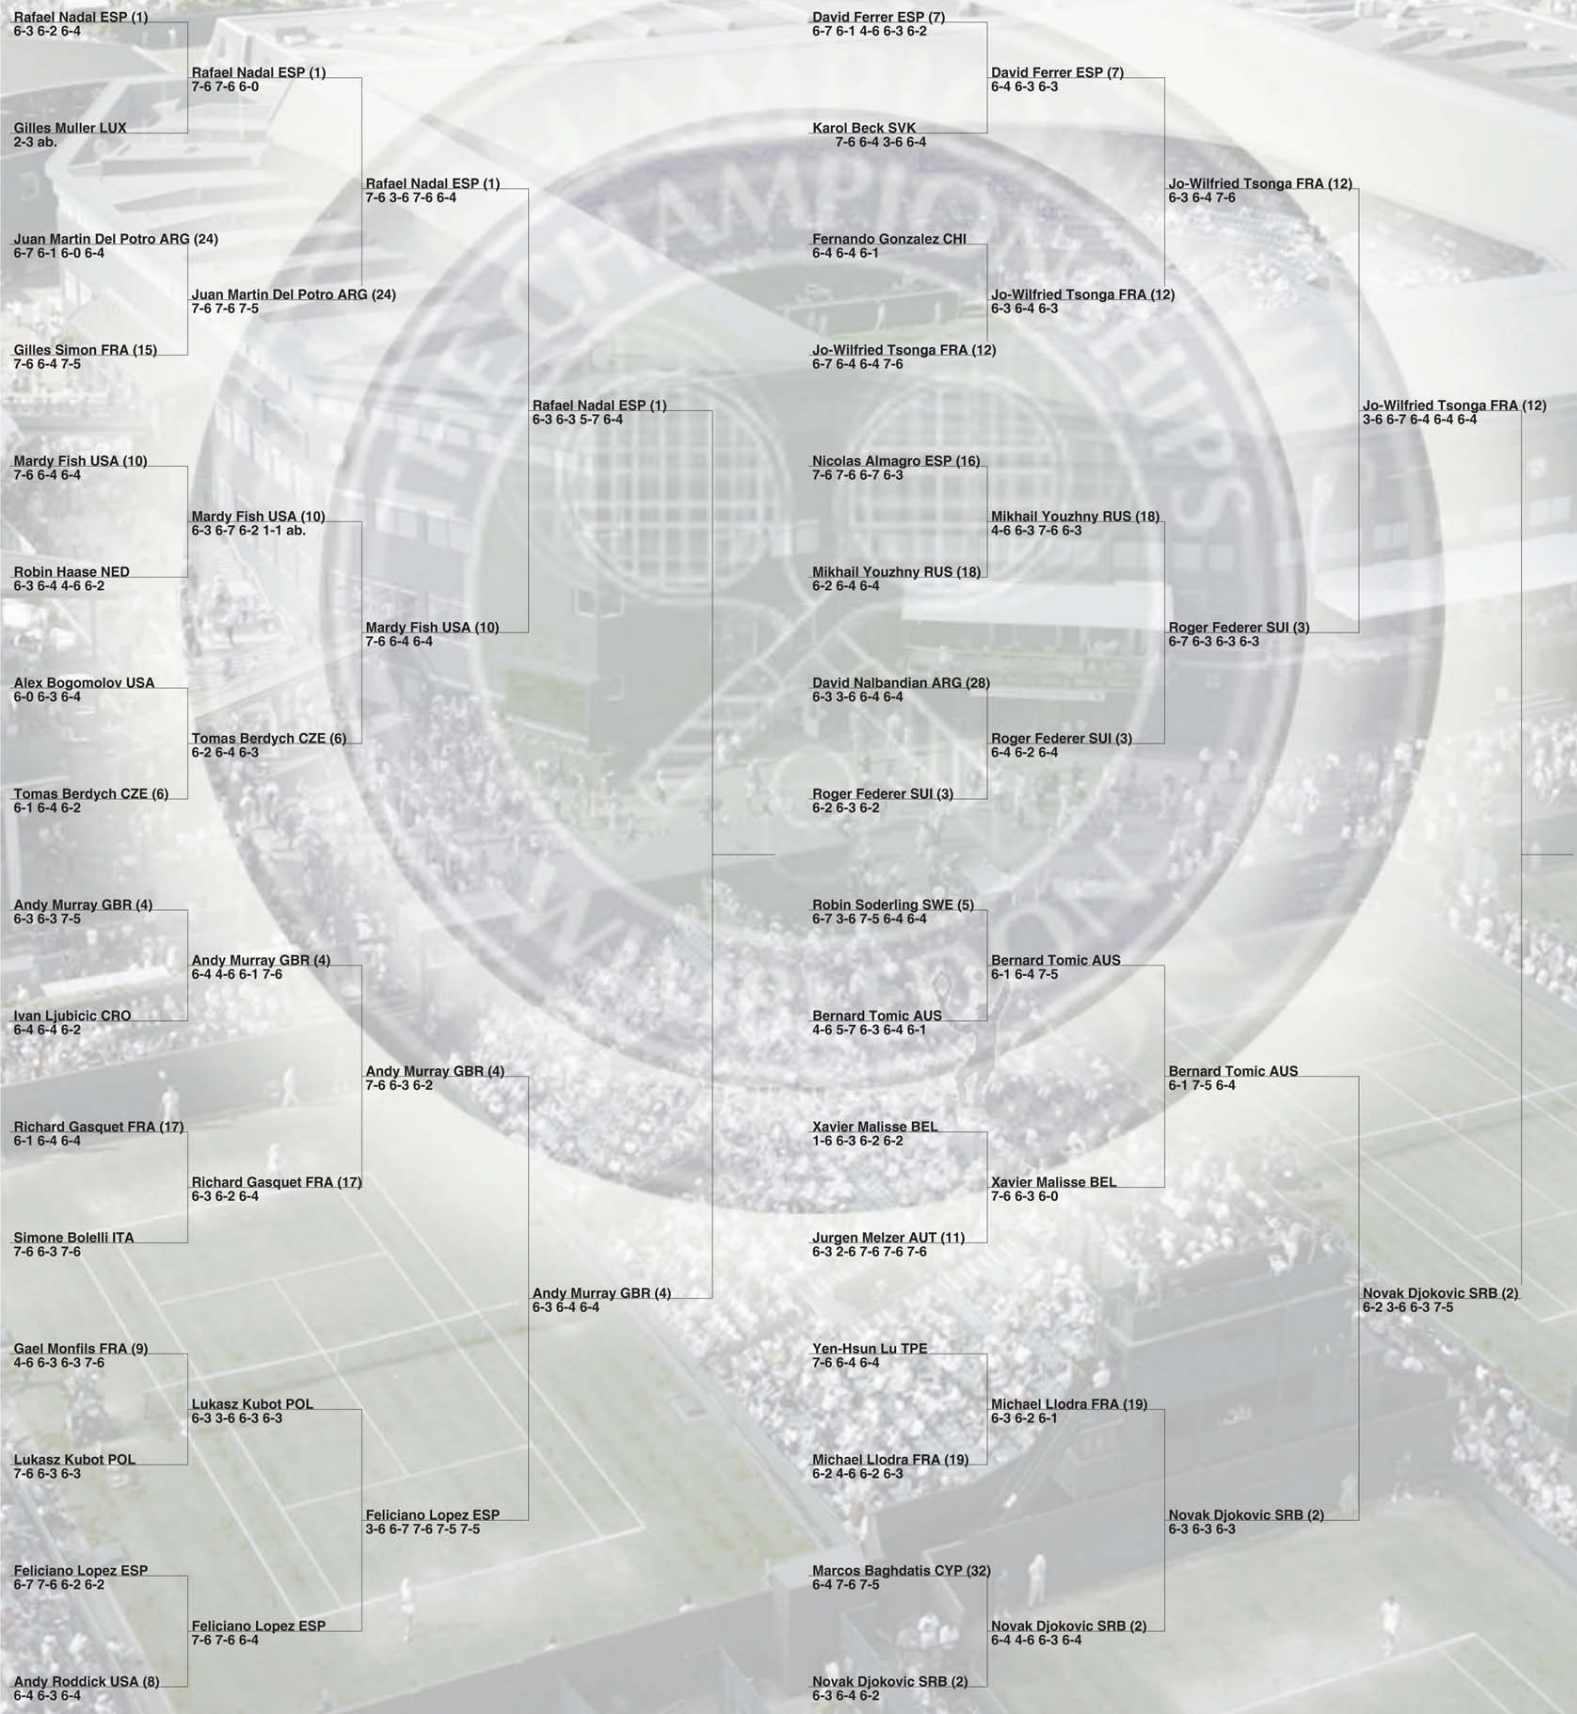 Rafael Nadal ESP (1)
6-3 6-2 6-4
Rafael Nadal ESP (1)
7-6 7-6 6-0
Gilles Muller LUX
2-3 ab.
Rafael Nadal ESP (1)
7-6 3-6 7-6 6-4
Juan Martin Del Potro ARG (24)
6-7 6-1 6-0 6-4
Juan Martin Del Potro ARG (24)
7-6 7-6 7-5
Gilles Simon FRA (15)
7-6 6-4 7-5
Rafael Nadal ESP (1)
6-3 6-3 5-7 6-4
Mardy Fish USA (10)
7-6 6-4 6-4
Mardy Fish USA (10)
6-3 6-7 6-2 1-1 ab.
Robin Haase NED
6-3 6-4 4-6 6-2
Mardy Fish USA (10)
7-6 6-4 6-4
Alex Bogomolov USA
6-0 6-3 6-4
Tomas Berdych CZE (6)
6-2 6-4 6-3
Tomas Berdych CZE (6)
6-1 6-4 6-2
Andy Murray GBR (4)
6-3 6-3 7-5
Andy Murray GBR (4)
6-4 4-6 6-1 7-6
Ivan Ljubicic CRO
6-4 6-4 6-2
Andy Murray GBR (4)
7-6 6-3 6-2
Richard Gasquet FRA (17)
6-1 6-4 6-4
Richard Gasquet FRA (17)
6-3 6-2 6-4
Simone Bolelli ITA
7-6 6-3 7-6
Andy Murray GBR (4)
6-3 6-4 6-4
Gael Monfils FRA (9)
4-6 6-3 6-3 7-6
Lukasz Kubot POL
6-3 3-6 6-3 6-3
Lukasz Kubot POL
7-6 6-3 6-3
Feliciano Lopez ESP
3-6 6-7 7-6 7-5 7-5
Feliciano Lopez ESP
6-7 7-6 6-2 6-2
Feliciano Lopez ESP
7-6 7-6 6-4
Andy Roddick USA (8)
6-4 6-3 6-4
David Ferrer ESP (7)
6-7 6-1 4-6 6-3 6-2
David Ferrer ESP (7)
6-4 6-3 6-3
Karol Beck SVK
7-6 6-4 3-6 6-4
Jo-Wilfried Tsonga FRA (12)
6-3 6-4 7-6
Fernando Gonzalez CHI
6-4 6-4 6-1
Jo-Wilfried Tsonga FRA (12)
6-3 6-4 6-3
Jo-Wilfried Tsonga FRA (12)
6-7 6-4 6-4 7-6
Jo-Wilfried Tsonga FRA (12)
3-6 6-7 6-4 6-4 6-4
Nicolas Almagro ESP (16)
7-6 7-6 6-7 6-3
Mikhail Youzhny RUS (18)
4-6 6-3 7-6 6-3
Mikhail Youzhny RUS (18)
6-2 6-4 6-4
Roger Federer SUI (3)
6-7 6-3 6-3 6-3
David Nalbandian ARG (28)
6-3 3-6 6-4 6-4
Roger Federer SUI (3)
6-4 6-2 6-4
Roger Federer SUI (3)
6-2 6-3 6-2
Robin Soderling SWE (5)
6-7 3-6 7-5 6-4 6-4
Bernard Tomic AUS
6-1 6-4 7-5
Bernard Tomic AUS
4-6 5-7 6-3 6-4 6-1
Bernard Tomic AUS
6-1 7-5 6-4
Xavier Malisse BEL
1-6 6-3 6-2 6-2
Xavier Malisse BEL
7-6 6-3 6-0
Jurgen Melzer AUT (11)
6-3 2-6 7-6 7-6 7-6
Novak Djokovic SRB (2)
6-2 3-6 6-3 7-5
Yen-Hsun Lu TPE
7-6 6-4 6-4
Michael Llodra FRA (19)
6-3 6-2 6-1
Michael Llodra FRA (19)
6-2 4-6 6-2 6-3
Novak Djokovic SRB (2)
6-3 6-3 6-3
Marcos Baghdatis CYP (32)
6-4 7-6 7-5
Novak Djokovic SRB (2)
6-4 4-6 6-3 6-4
Novak Djokovic SRB (2)
6-3 6-4 6-2
THE CHAMPIONSHIPS
WIMBLEDON